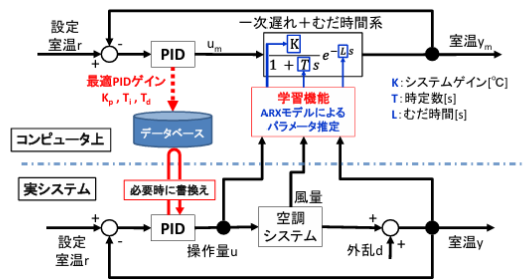 一次遅れ+むだ時間系
設定
室温r
+
-
PID
um
K
1 + Ts
e-Ls
室温ym
最適PIDゲイン
Kp , Ti , Td
学習機能
ARXモデルによる
パラメータ推定
K:システムゲイン[℃]
T:時定数[s]
L:むだ時間[s]
データベース
コンピュータ上
実システム
必要時に書換え
風量
+
-
PID
操作量u
空調
システム
+
+
外乱d
設定
室温r
室温y